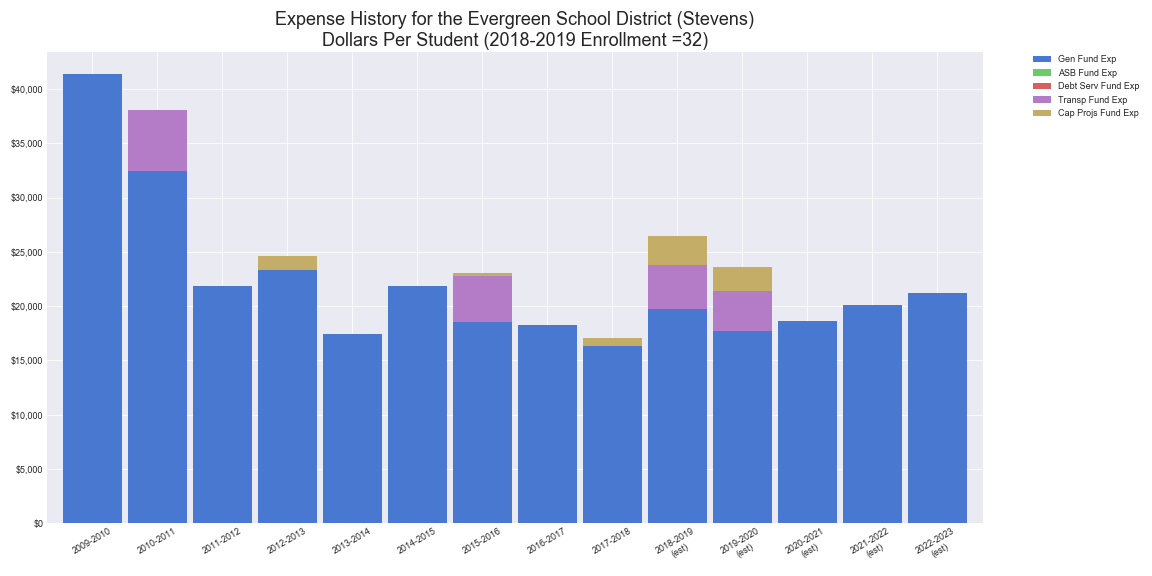 Expense History for the Evergreen School District (Stevens)
Dollars Per Student (2018-2019 Enrollment =32)
Gen Fund Exp
ASB Fund Exp
Debt Serv Fund Exp
Transp Fund Exp
Cap Projs Fund Exp
$40,000
$35,000
$30,000
$25,000
$20,000
$15,000
$10,000
$5,000
$0
2009-2010
2010-2011
2011-2012
2012-2013
2013-2014
2014-2015
2015-2016
2016-2017
2017-2018
2018-2019
(est)
2019-2020
(est)
2020-2021
(est)
2021-2022
(est)
2022-2023
(est)